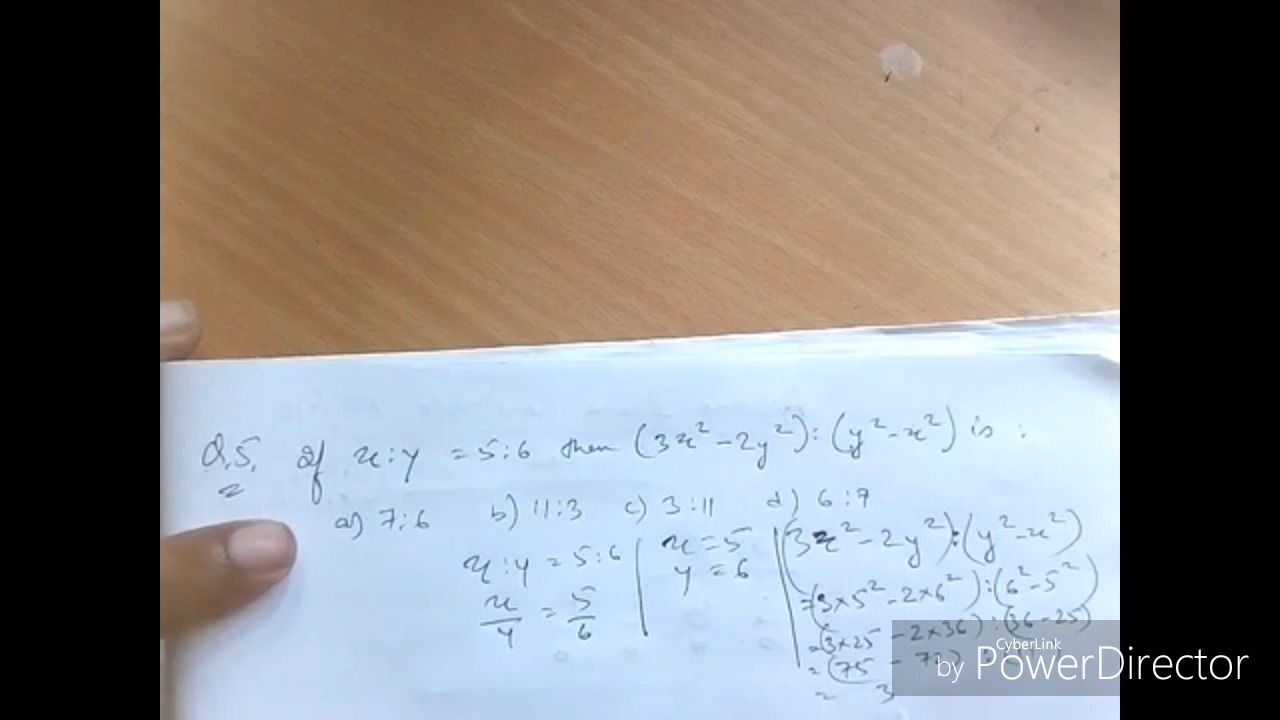 Q.5. If x:y = 5:6 then (3x² - 2y²):(y² - x²) is :
a) 7:6 b) 11:3 c) 3:11 d) 6:7
x:y = 5:6
x/y = 5/6
x = 5
y = 6
(3x² - 2y²):(y² - x²)
= (3×5² - 2×6²):(6² - 5²)
= (3×25 - 2×36):(36-25)
= (75 - 72)
= 3
CyberLink
by PowerDirector